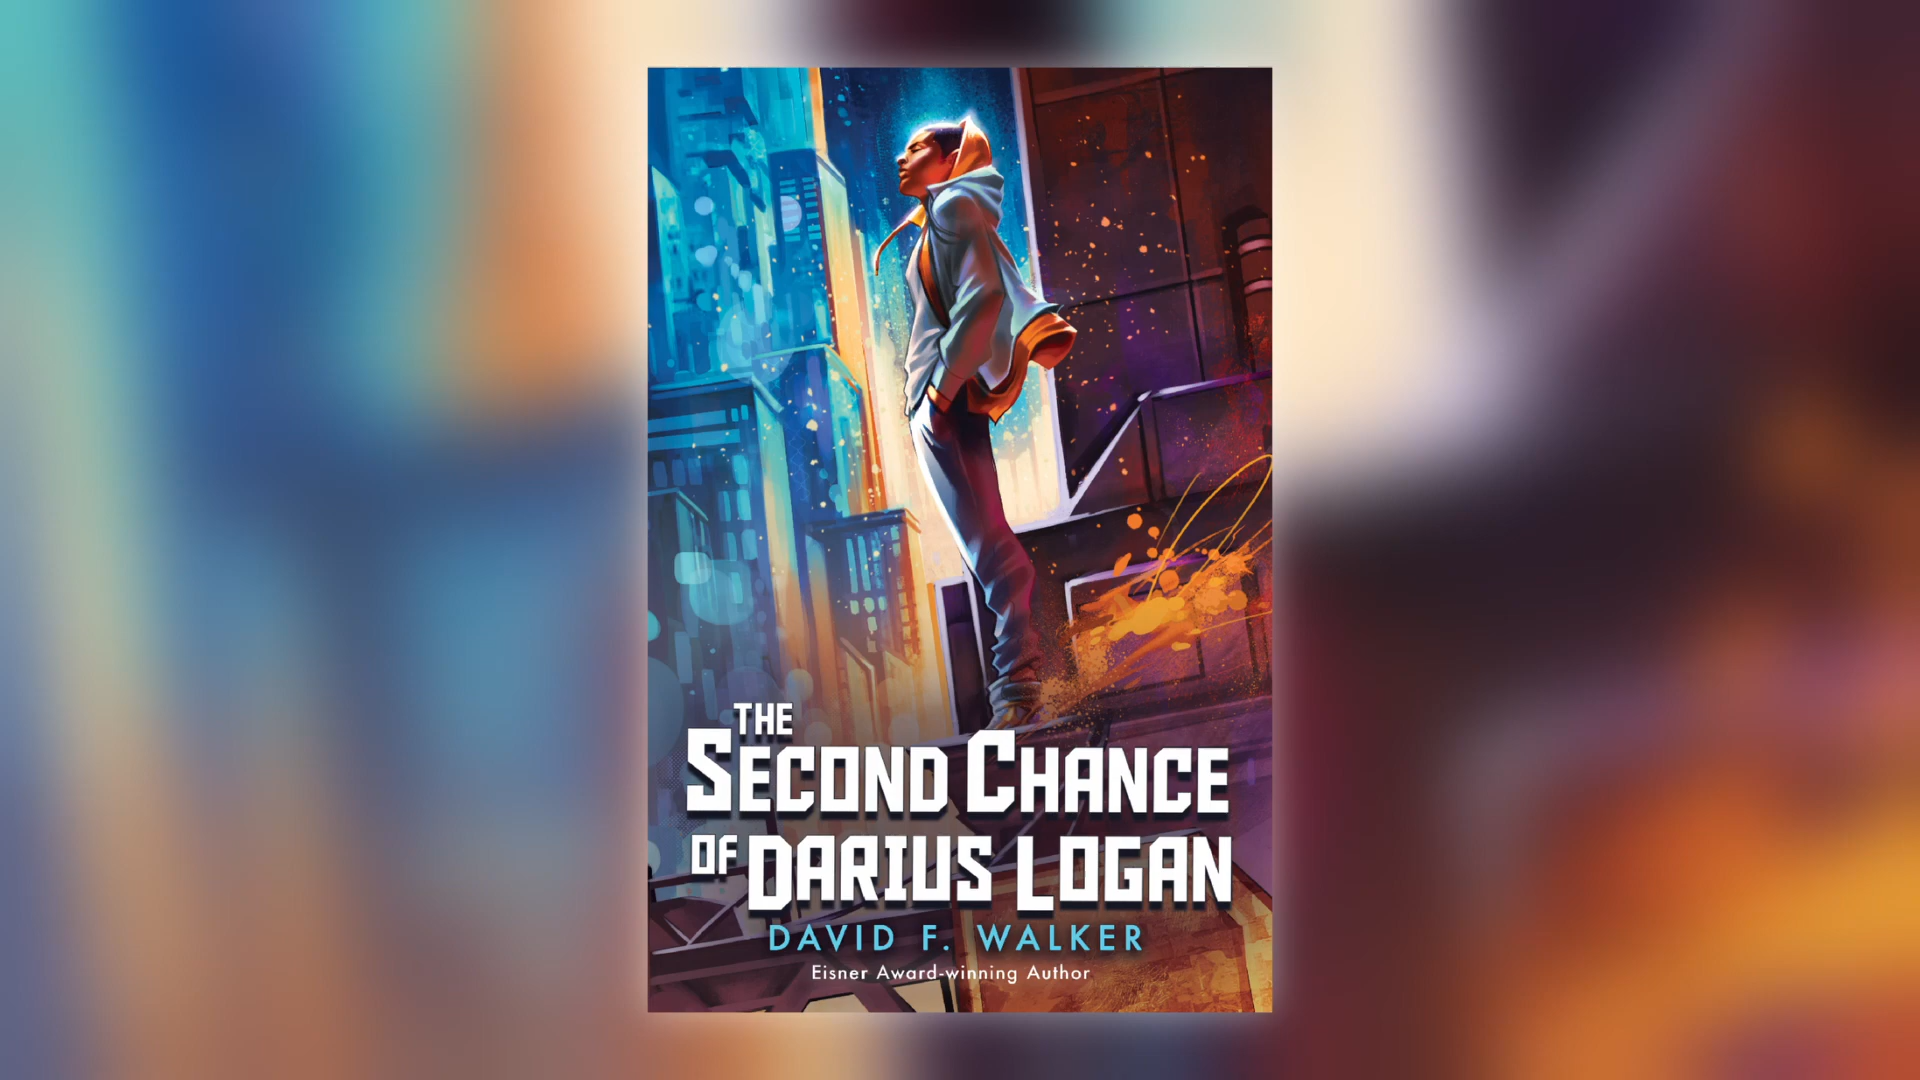 THE
SECOND CHANCE
OF DARIUS LOGAN
DAVID F. WALKER
Eisner Award-winning Author